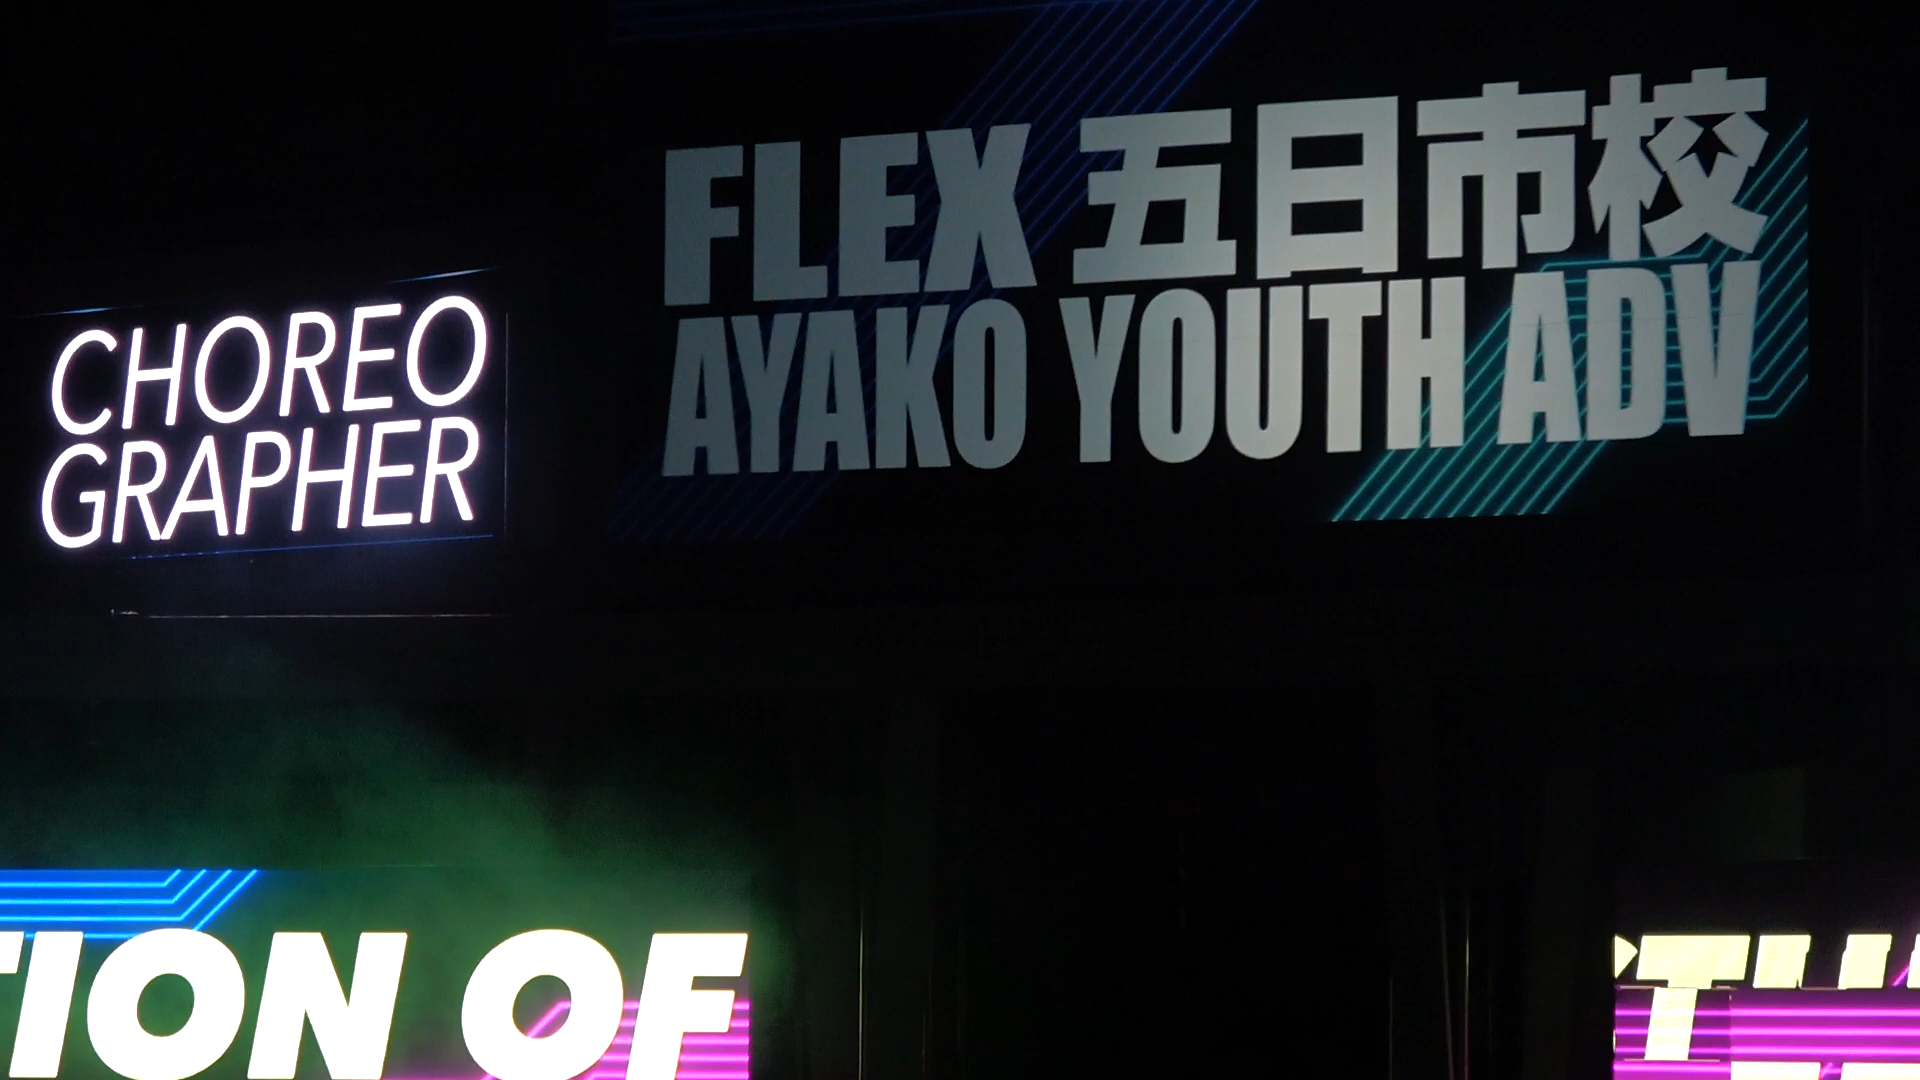 CHOREO
GRAPHER
FLEX 五日市校
AYAKO YOUTH ADV
TION OF